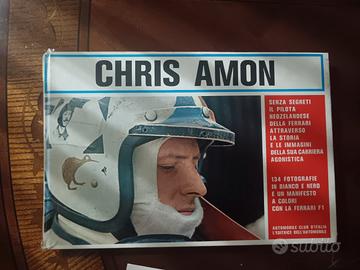 CHRIS AMON
SENZA SEGRETI
IL PILOTA
NEOZELANDESE
DELLA FERRARI
ATTRAVERSO
LA STORIA
E LE IMMAGINI
DELLA SUA CARRIERA
AGONISTICA
134 FOTOGRAFIE
IN BIANCO E NERO
E UN MANIFESTO
A COLORI
CON LA FERRARI F1
AUTOMOBILE CLUB D'ITALIA
L'EDITRICE DELL'AUTOMOBILE
subito